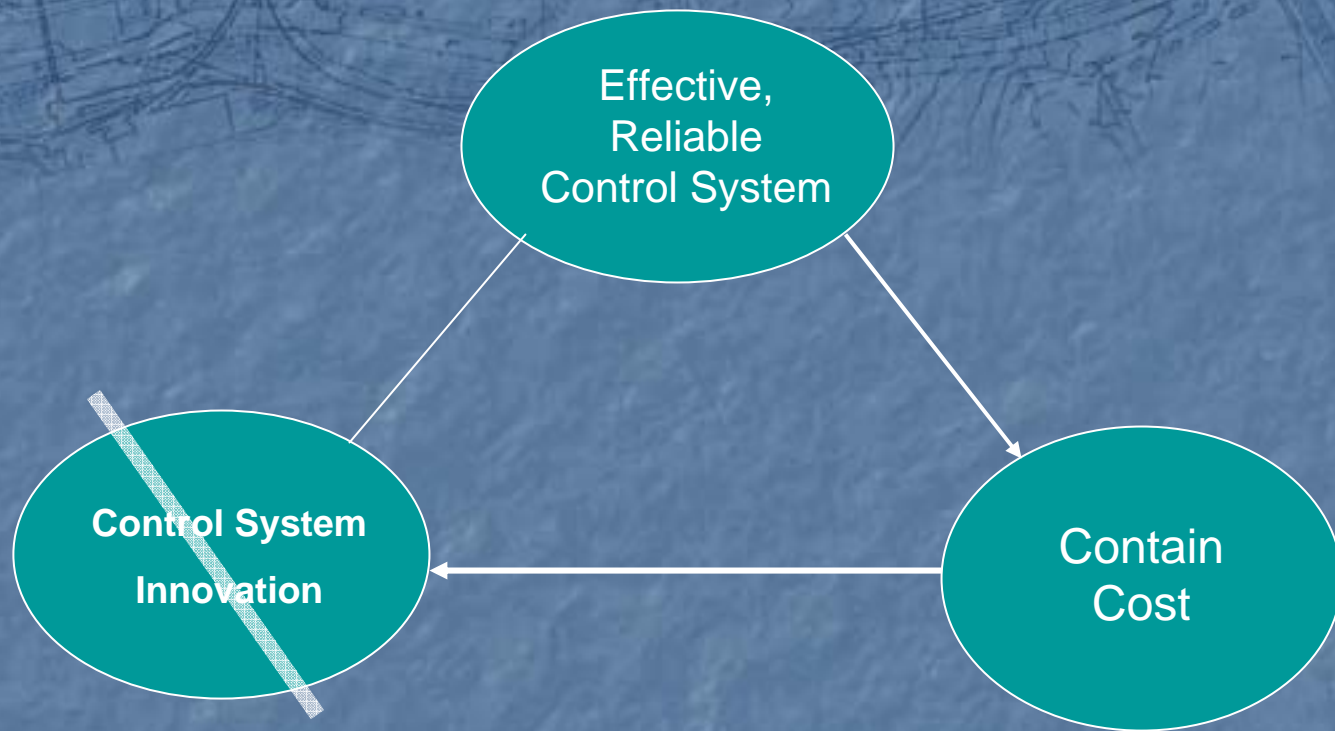 Effective,
Reliable
Control System
Control System
Innovation
Contain
Cost